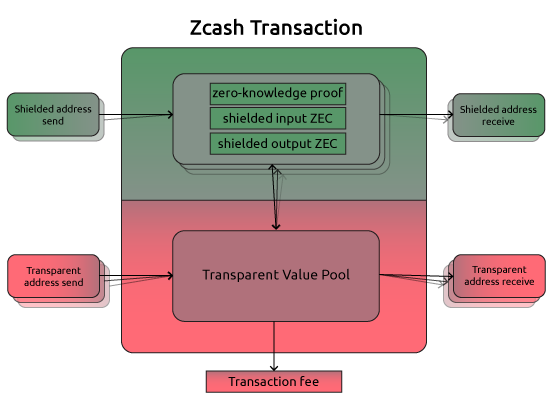 Zcash Transaction
Shielded address
send
zero-knowledge proof
shielded input ZEC
shielded output ZEC
Shielded address
receive
Transparent
address send
Transparent Value Pool
Transparent
address receive
Transaction fee